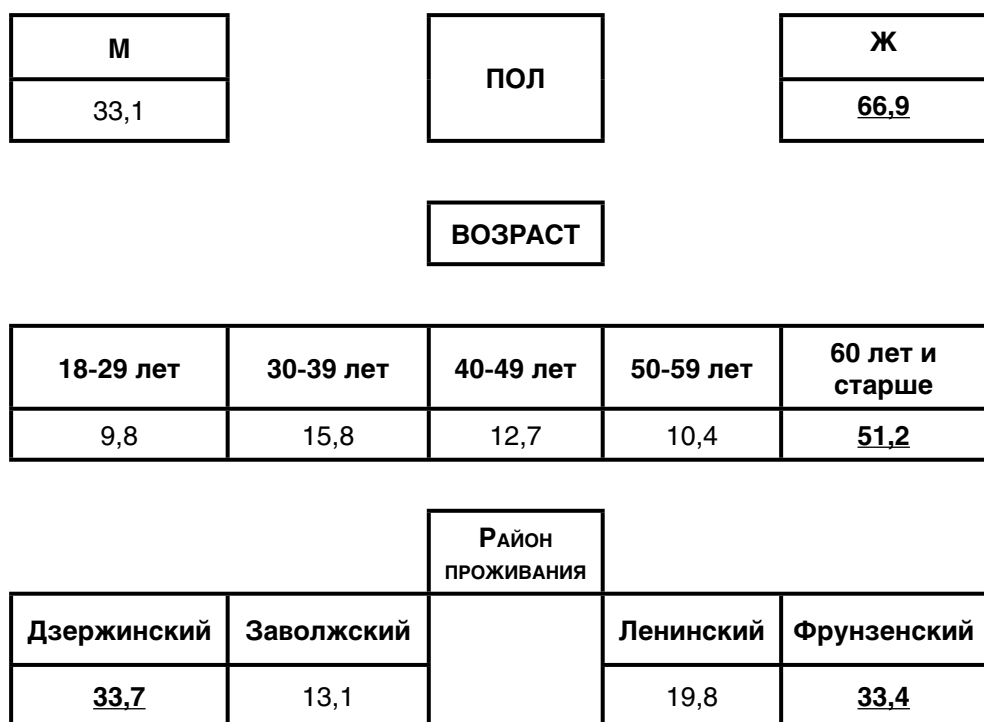 М ПОЛ Ж
33,1 66,9
ВОЗРАСТ
18-29 лет 30-39 лет 40-49 лет 50-59 лет 60 лет и
старше
9,8 15,8 12,7 10,4 51,2
Район
проживания
Дзержинский Заволжский Ленинский Фрунзенский
33,7 13,1 19,8 33,4